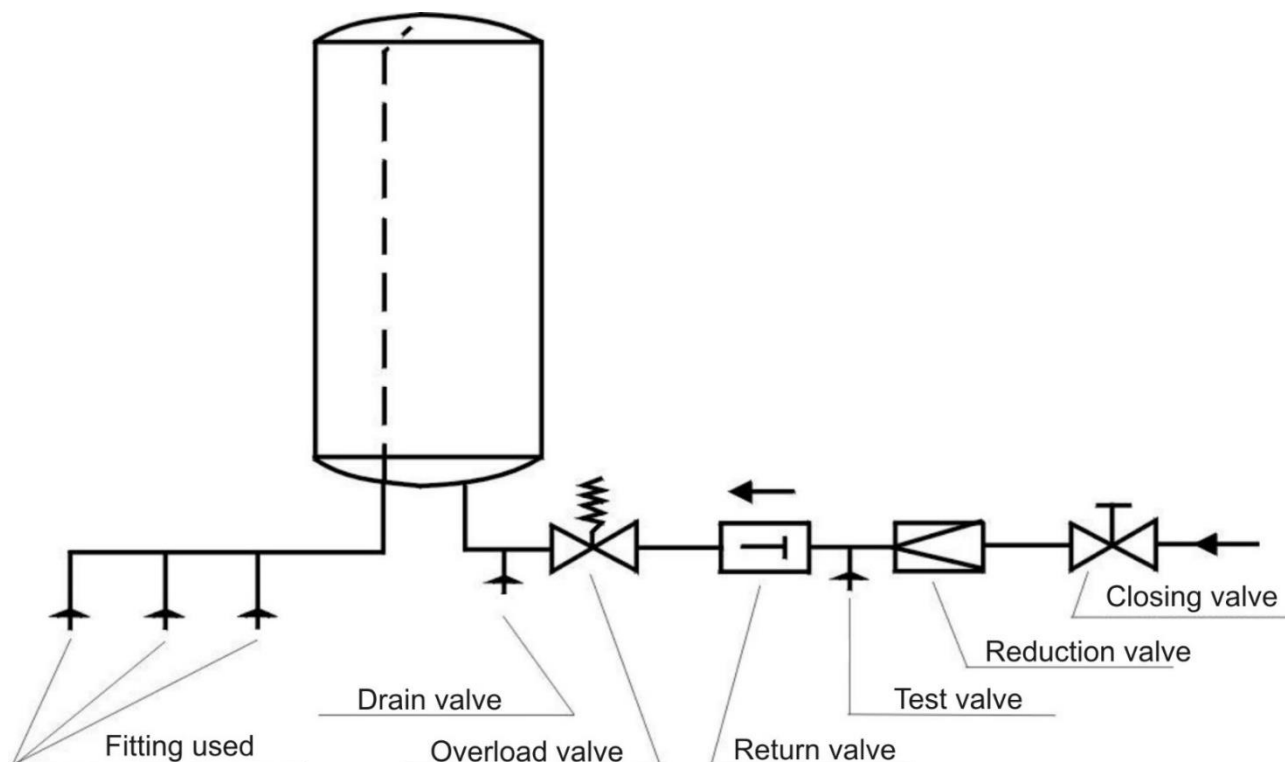 Closing valve
Reduction valve
Drain valve
Test valve
Fitting used
Overload valve
Return valve